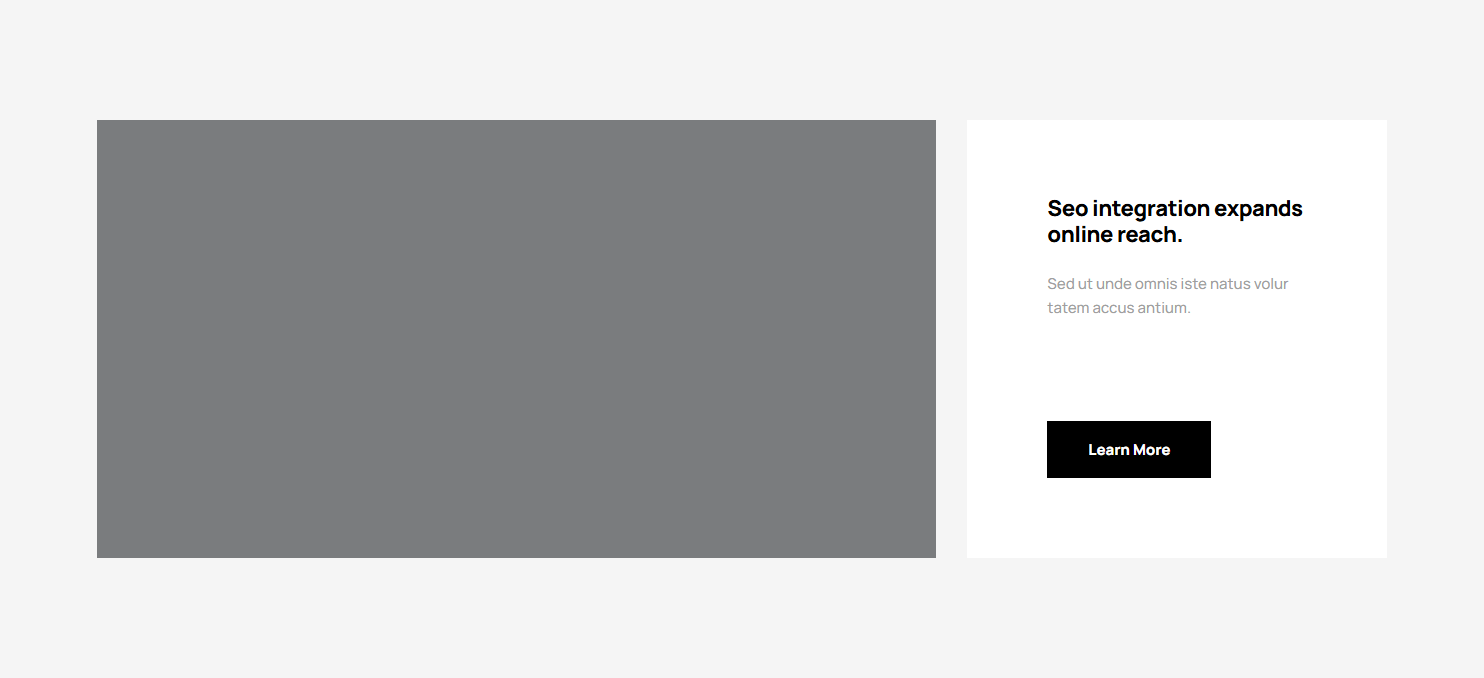 Seo integration expands
online reach.
Sed ut unde omnis iste natus volur
tatem accus antium.
Learn More